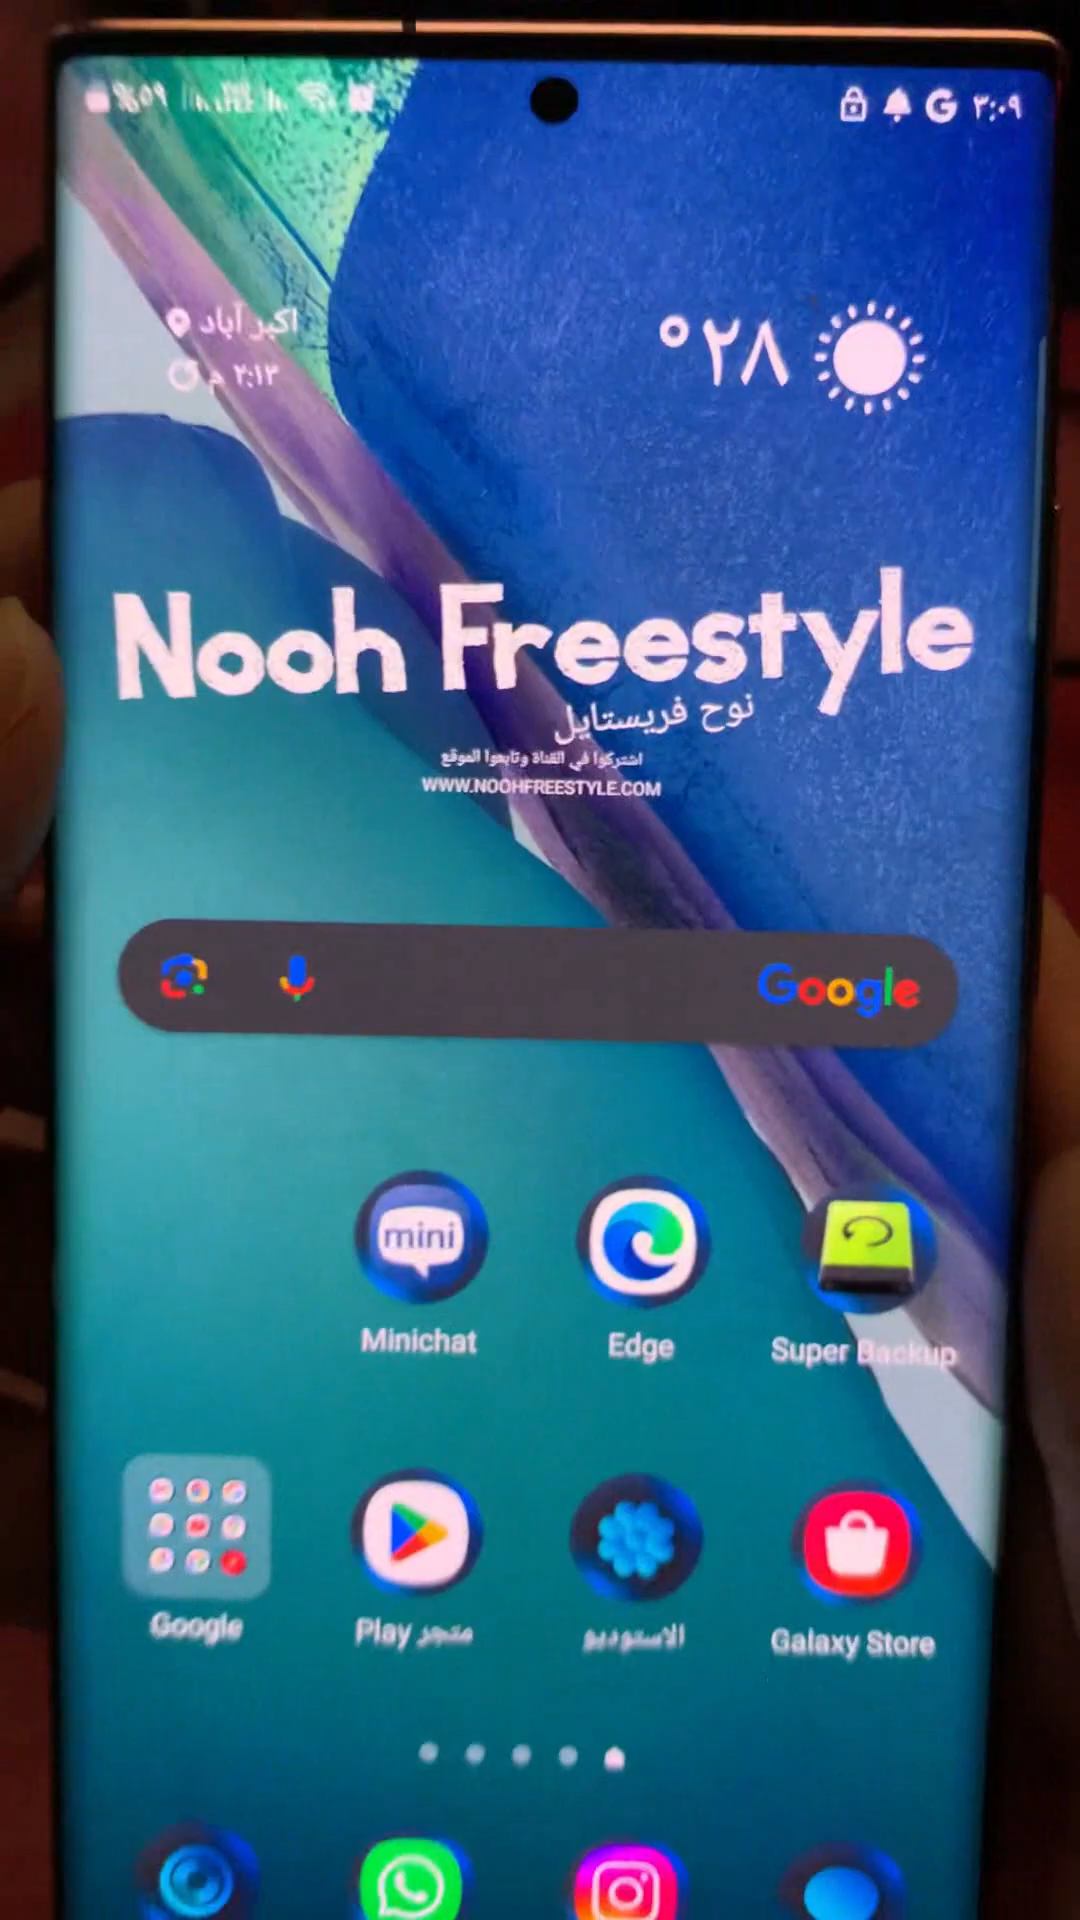 ٣:٠٩
%٥٩
٢٨°
اكبر آباد
٢:١٣ م
Nooh Freestyle
نوح فريستايل
اشتركوا في القناة وتابعوا الموقع
WWW.NOOHFREESTYLE.COM
Google
mini
Minichat
Edge
Super Backup
Google
متجر Play
الاستوديو
Galaxy Store